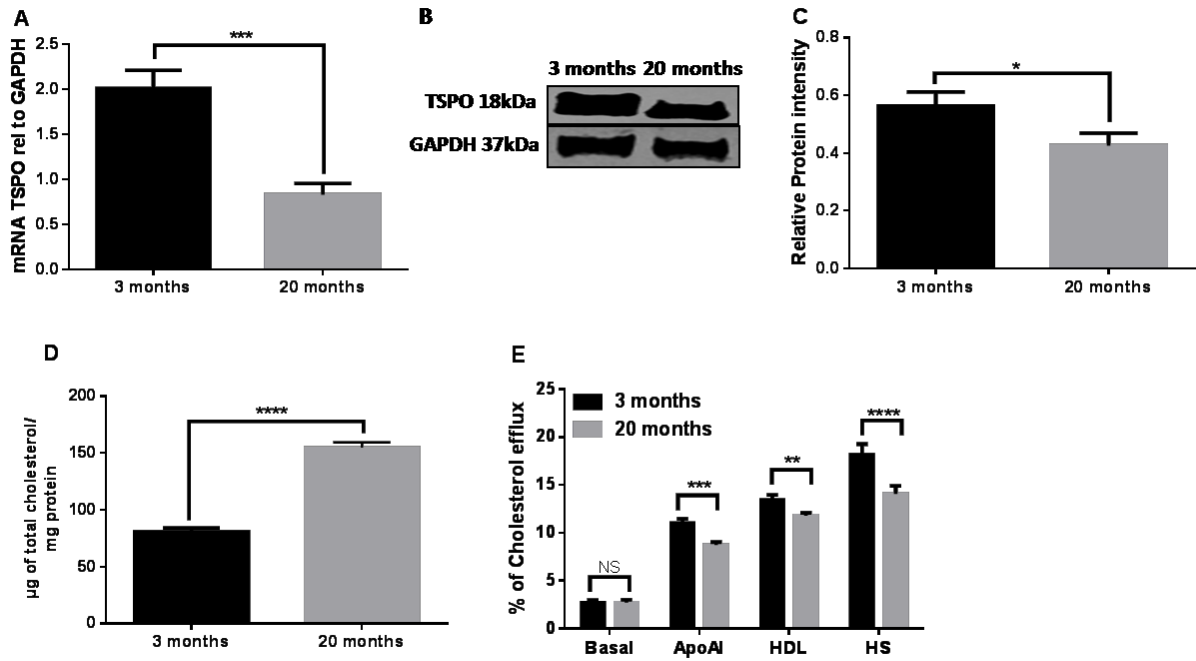 A
mRNA TSPO rel to GAPDH
2.5
2.0
1.5
1.0
0.5
0.0
***
3 months
20 months
B
3 months 20 months
TSPO 18kDa
GAPDH 37kDa
C
Relative Protein intensity
0.8
0.6
0.4
0.2
0.0
*
3 months
20 months
D
µg of total cholesterol/
mg protein
200
150
100
50
0
****
3 months
20 months
E
% of Cholesterol efflux
25
20
15
10
5
0
3 months
20 months
NS
***
**
****
Basal
ApoAI
HDL
HS